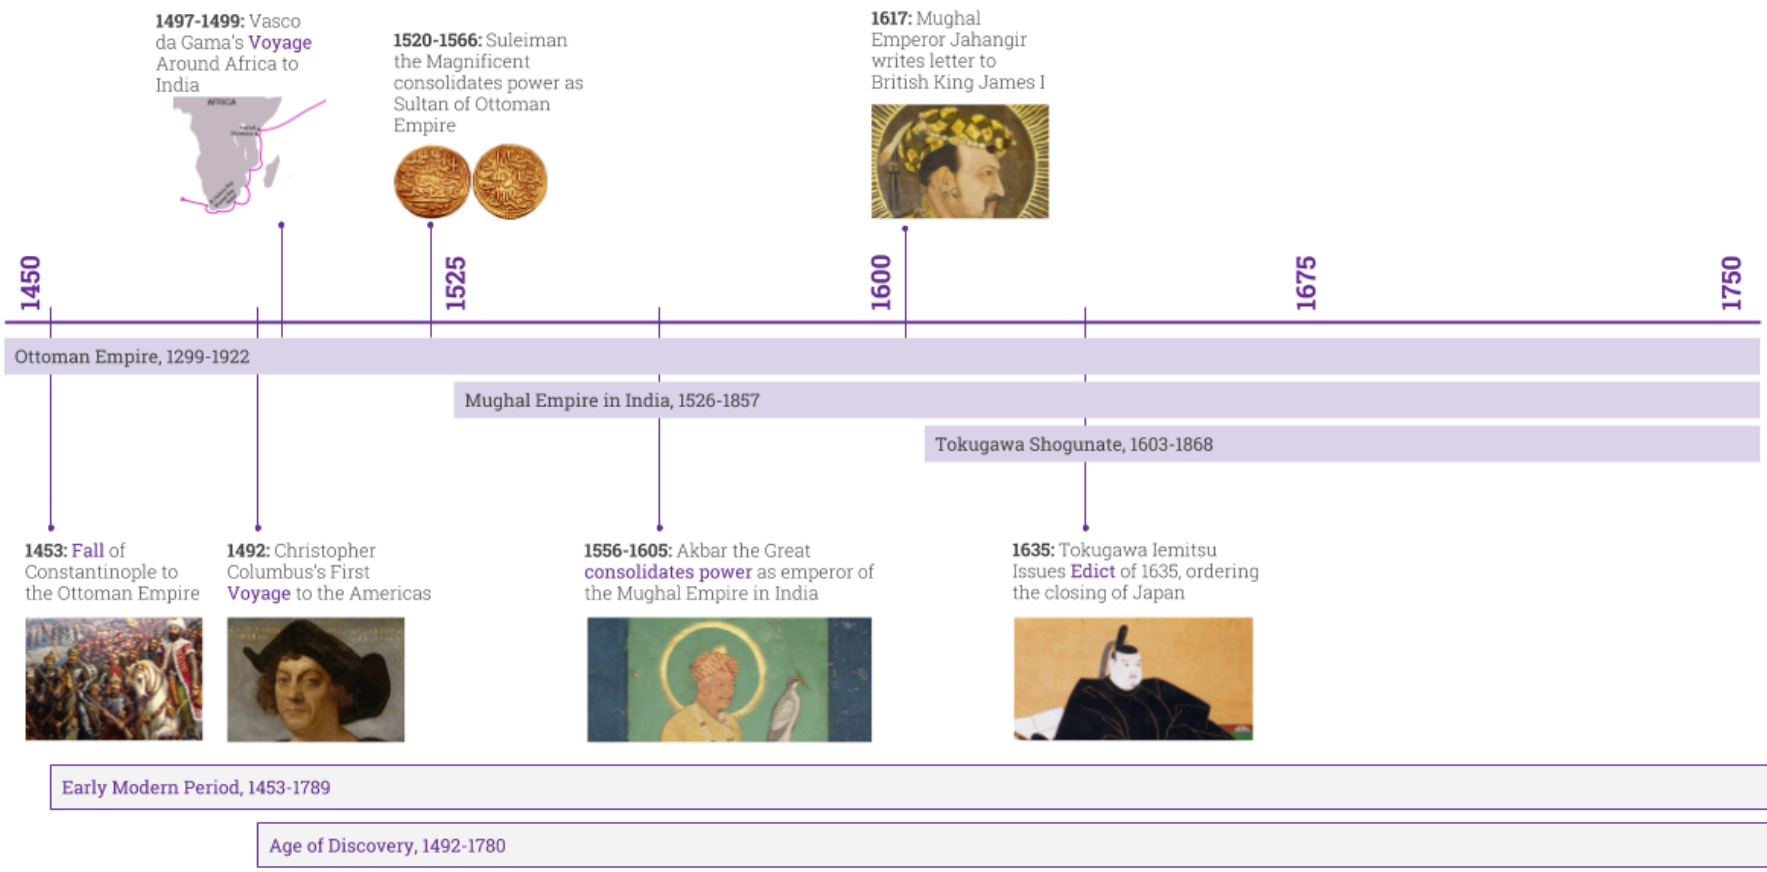 1497-1499: Vasco
da Gama's Voyage
Around Africa to
India
AFRICA
1520-1566: Suleiman
the Magnificent
consolidates power as
Sultan of Ottoman
Empire
1617: Mughal
Emperor Jahangir
writes letter to
British King James I
1450
1525
1600
1675
1750
Ottoman Empire, 1299-1922
Mughal Empire in India, 1526-1857
Tokugawa Shogunate, 1603-1868
1453: Fall of
Constantinople to
the Ottoman Empire
1492: Christopher
Columbus's First
Voyage to the Americas
1556-1605: Akbar the Great
consolidates power as emperor of
the Mughal Empire in India
1635: Tokugawa Iemitsu
Issues Edict of 1635, ordering
the closing of Japan
Early Modern Period, 1453-1789
Age of Discovery, 1492-1780